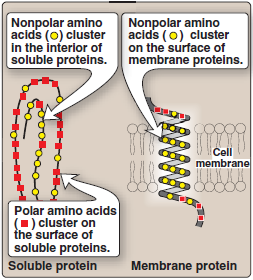 Nonpolar amino
acids (○) cluster
in the interior of
soluble proteins.
Nonpolar amino
acids (○) cluster
on the surface of
membrane proteins.
Cell
membrane
Polar amino acids
(■) cluster on
the surface of
soluble proteins.
Soluble protein
Membrane protein